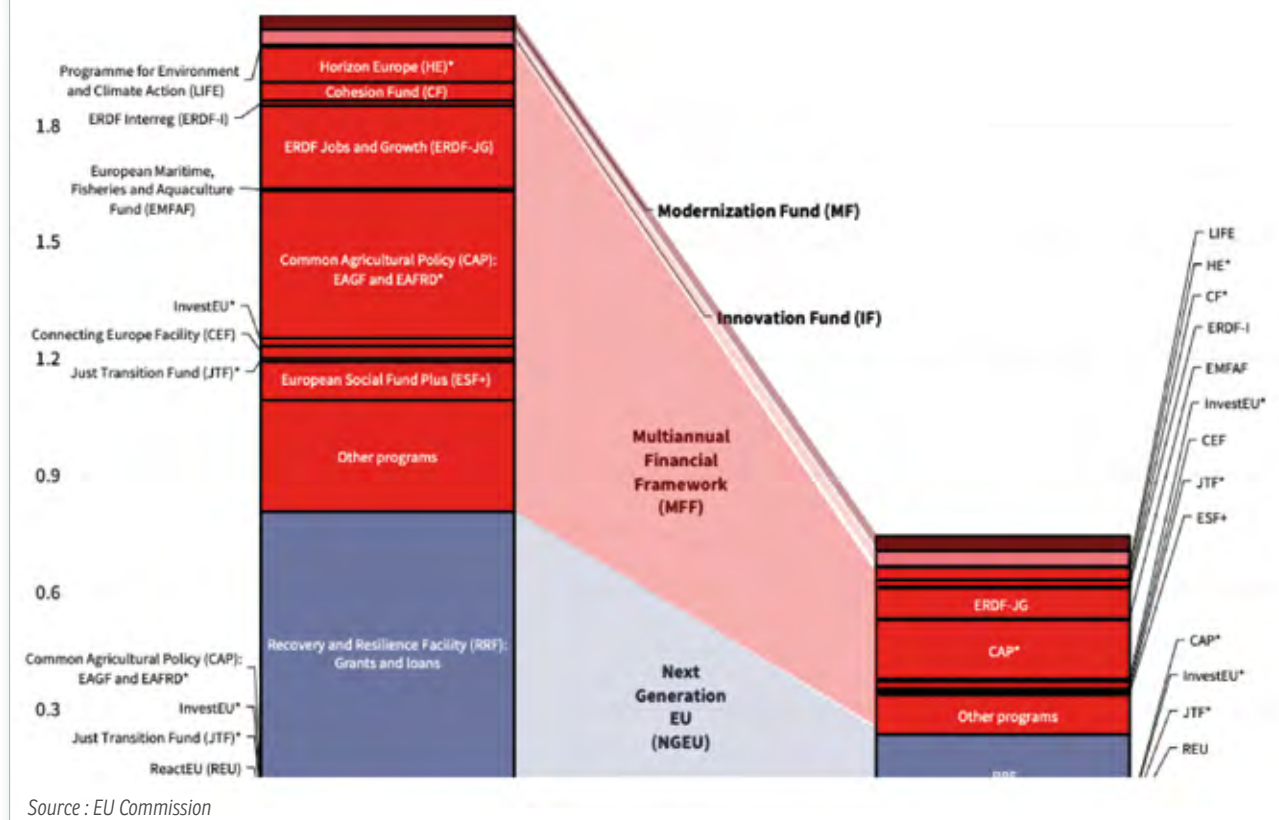 Programme for Environment
and Climate Action (LIFE)
Horizon Europe (HE)*
Cohesion Fund (CF)
ERDF Interreg (ERDF-I)
1.8
ERDF Jobs and Growth (ERDF-JG)
European Maritime,
Fisheries and Aquaculture
Fund (EMFAF)
1.5
Common Agricultural Policy (CAP):
EAGF and EAFRD*
InvestEU*
Connecting Europe Facility (CEF)
1.2
Just Transition Fund (JTF)*
European Social Fund Plus (ESF+)
Other programs
0.9
0.6
Recovery and Resilience Facility (RRF):
Grants and loans
Common Agricultural Policy (CAP):
EAGF and EAFRD*
0.3
InvestEU*
Just Transition Fund (JTF)*
ReactEU (REU)
Modernization Fund (MF)
Innovation Fund (IF)
Multiannual
Financial
Framework
(MFF)
Next
Generation
EU
(NGEU)
LIFE
HE*
CF*
ERDF-I
EMFAF
InvestEU*
CEF
JTF*
ESF+
ERDF-JG
CAP*
Other programs
CAP*
InvestEU*
JTF*
REU
Source : EU Commission